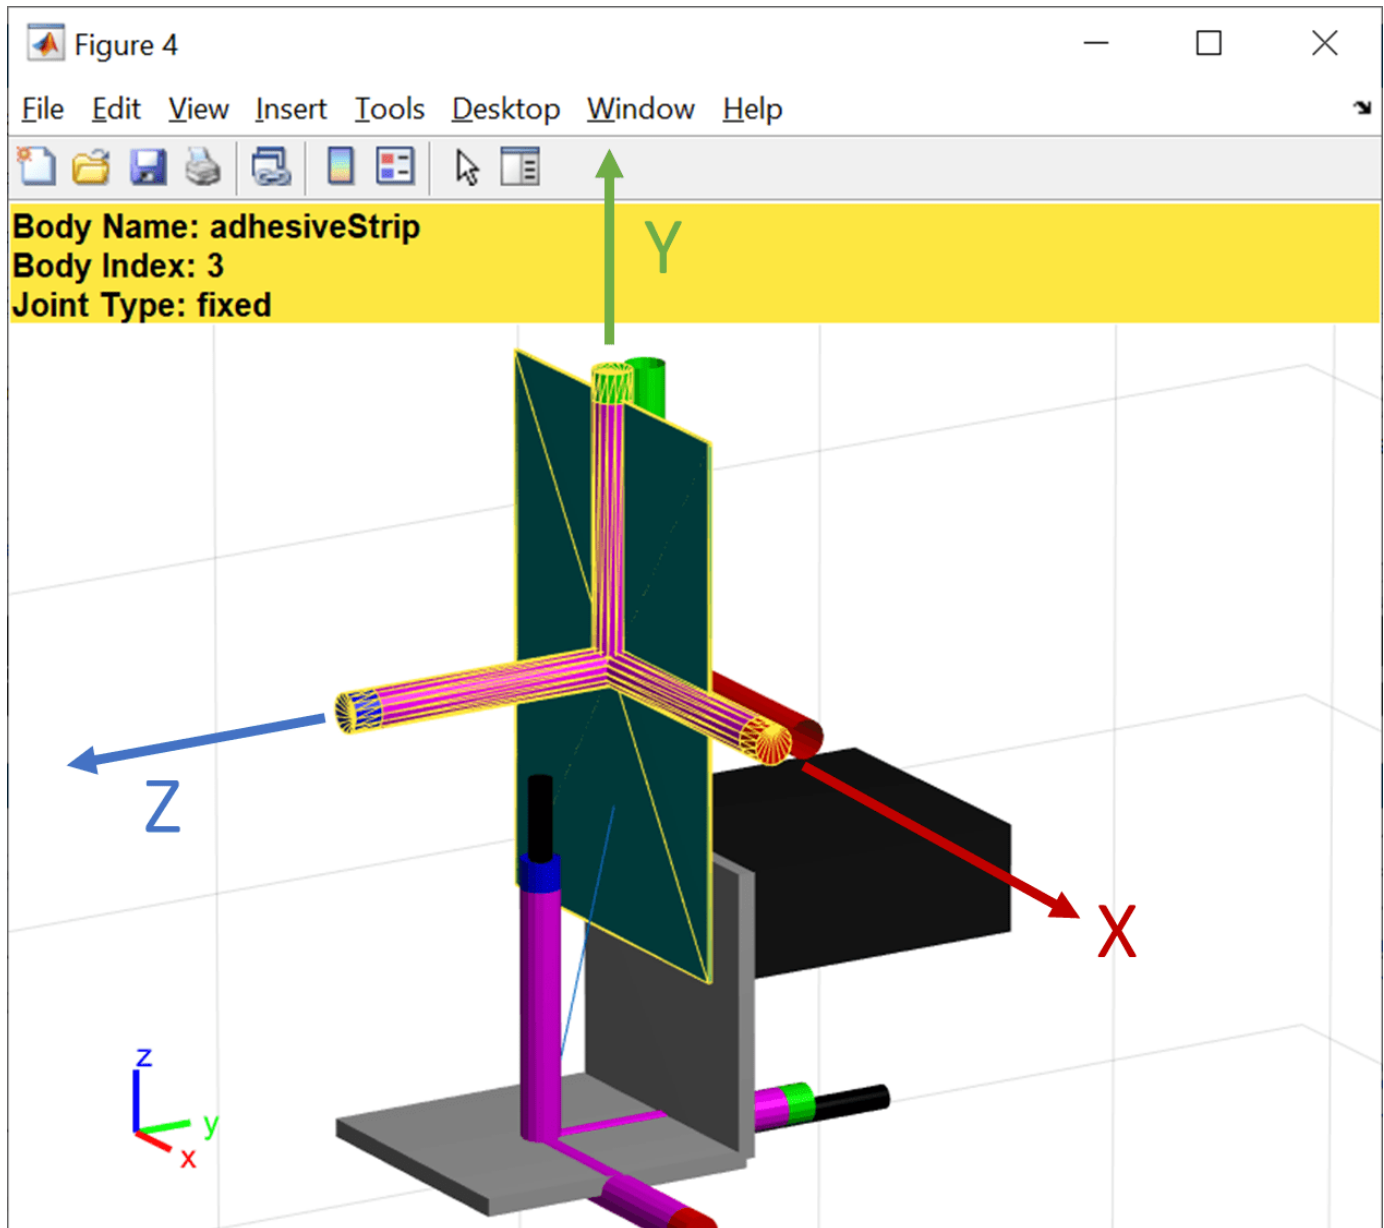 Figure 4
File Edit View Insert Tools Desktop Window Help
Body Name: adhesiveStrip
Body Index: 3
Joint Type: fixed
Y
Z
X
z
y
x